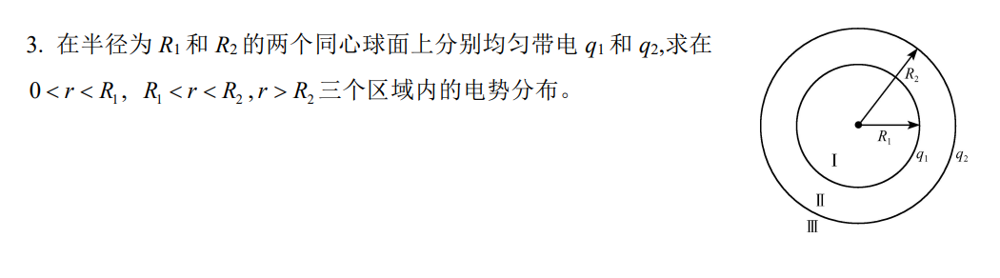 3. 在半径为 R₁ 和 R₂ 的两个同心球面上分别均匀带电 q₁ 和 q₂,求在
0 < r < R₁, R₁ < r < R₂ ,r > R₂ 三个区域内的电势分布。
R₂
R₁
I
q₁
q₂
II
III